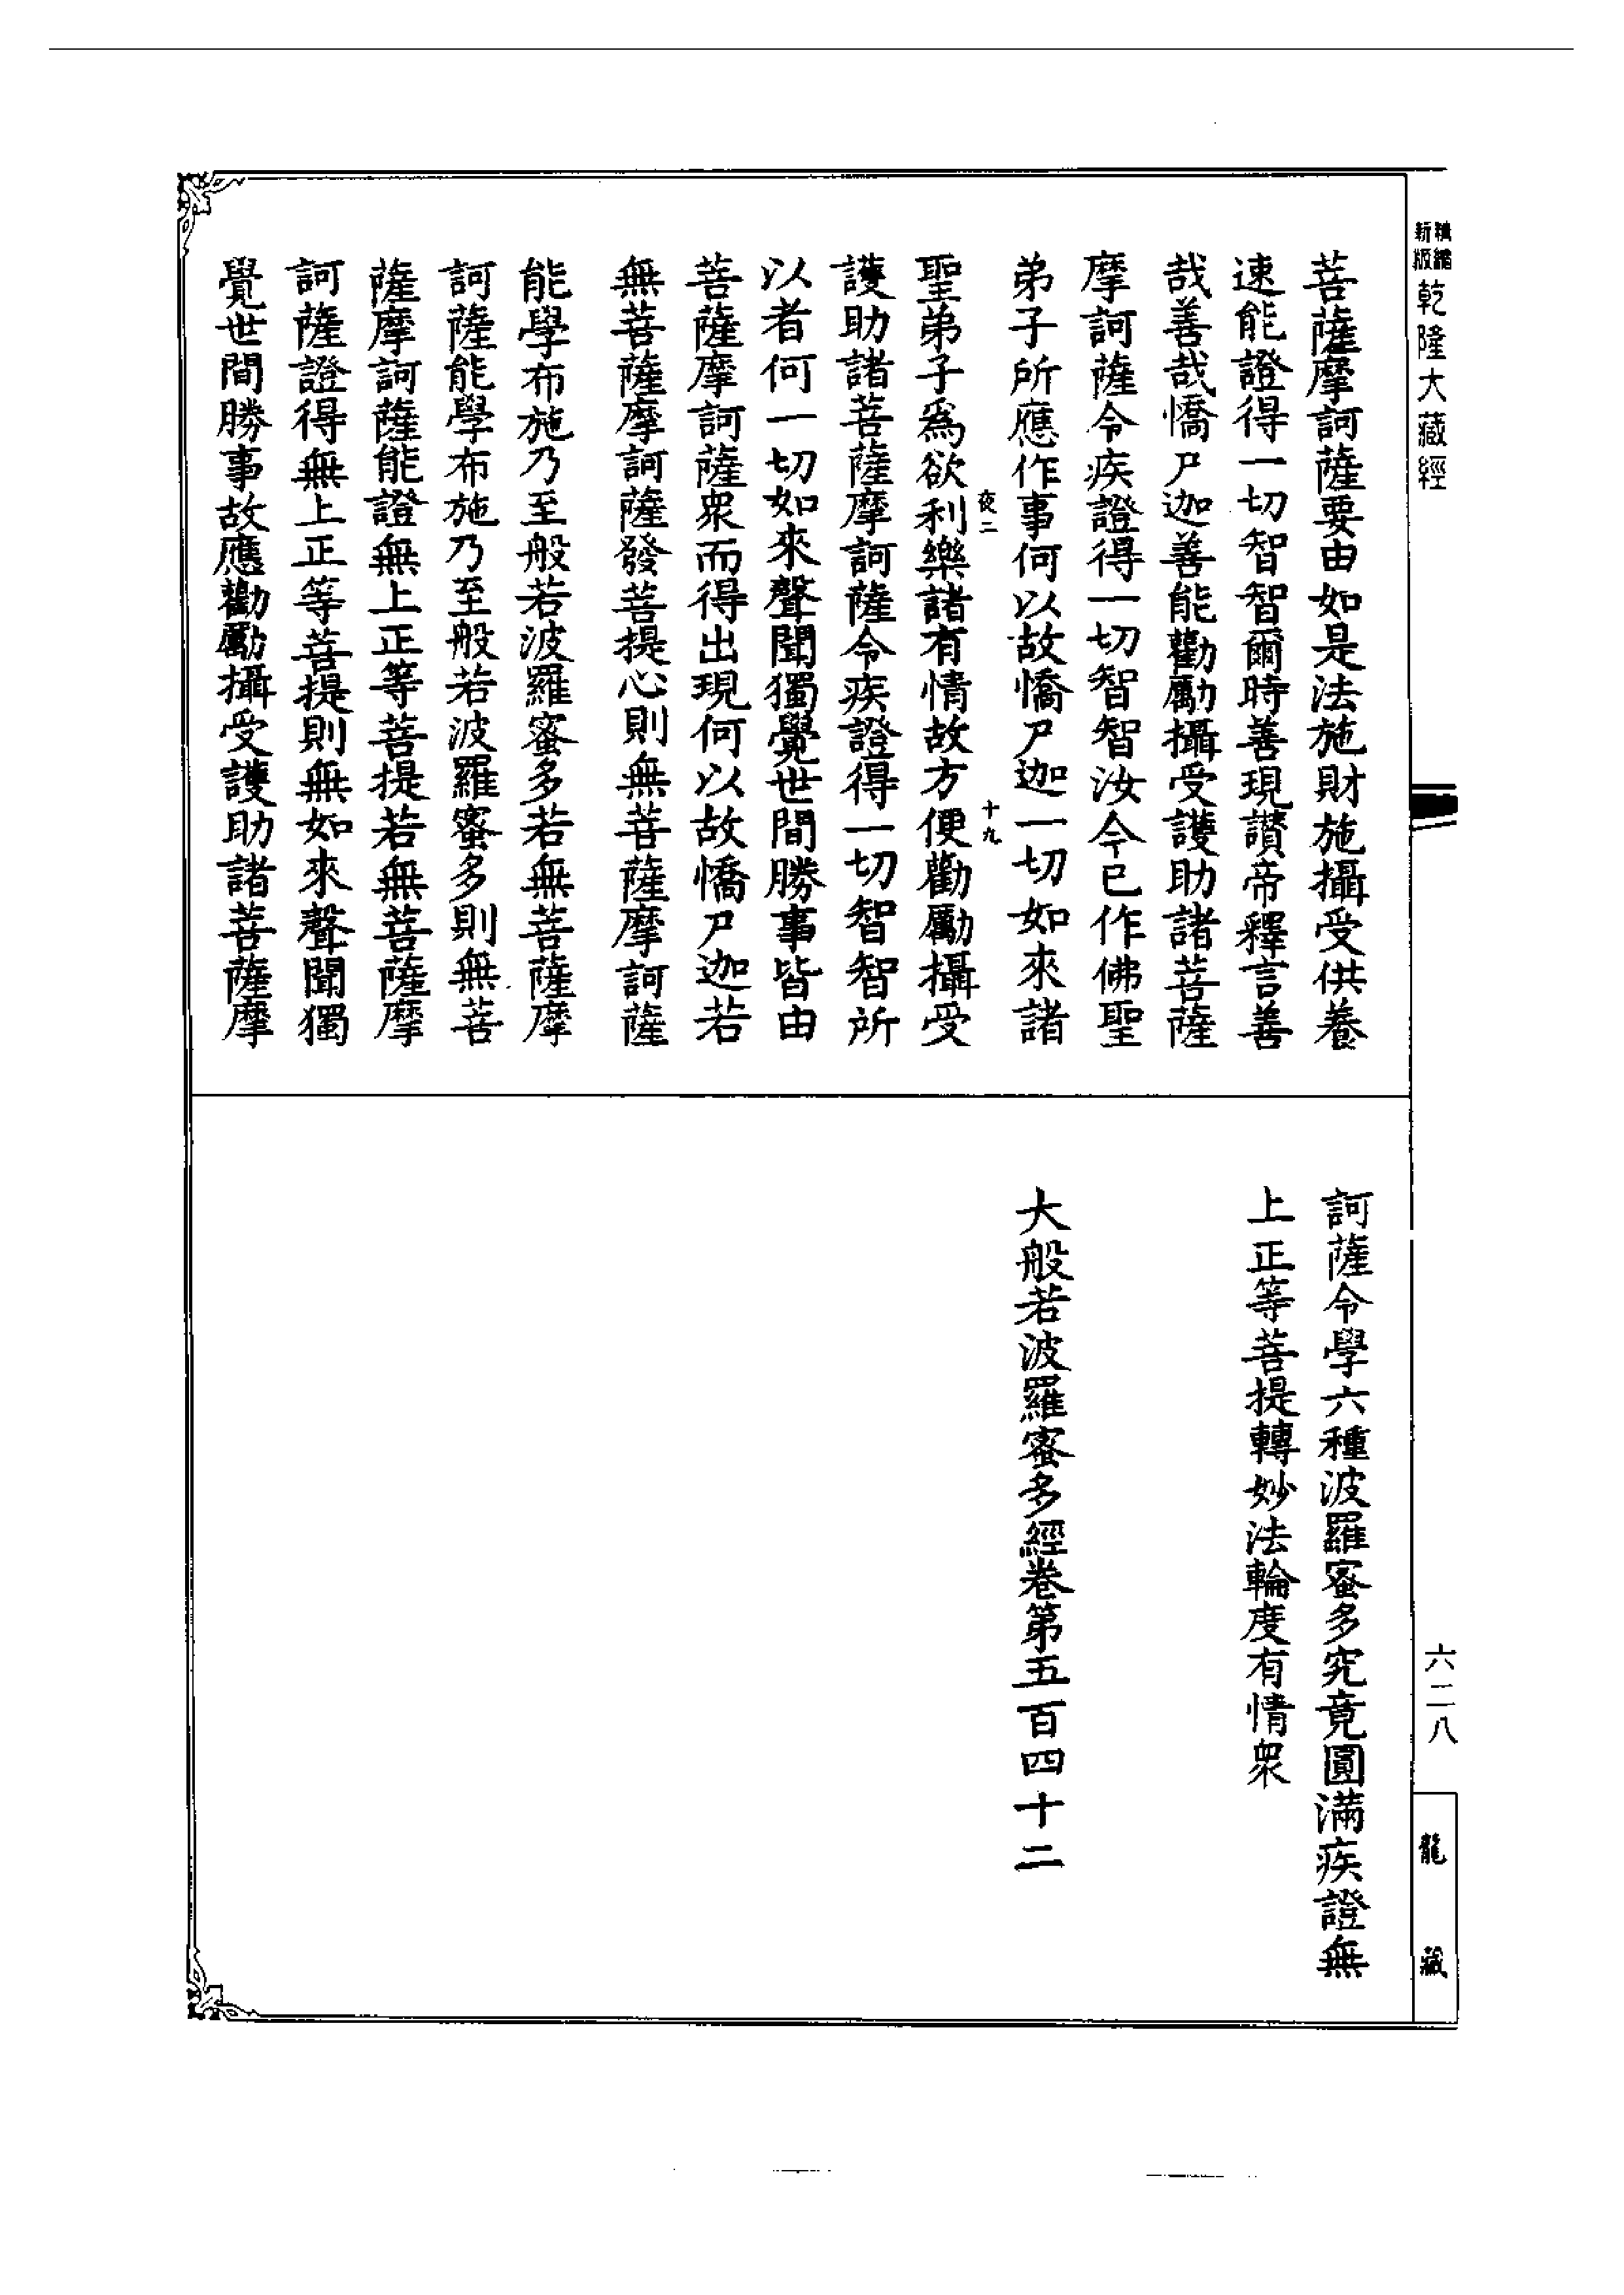 新版
精縮
乾隆大藏經
六二八
龍藏
菩薩摩訶薩要由如是法施財施攝受供養
速能證得一切智智爾時善現讚帝釋言善
哉善哉憍尸迦善能勸勵攝受護助諸菩薩
摩訶薩令疾證得一切智智汝今已作佛聖
弟子所應作事何以故憍尸迦一切如來諸
夜二
十九
聖弟子為欲利樂諸有情故方便勸勵攝受
護助諸菩薩摩訶薩令疾證得一切智智所
以者何一切如來聲聞獨覺世間勝事皆由
菩薩摩訶薩衆而得出現何以故憍尸迦若
無菩薩摩訶薩發菩提心則無菩薩摩訶薩
能學布施乃至般若波羅蜜多若無菩薩摩
訶薩能學布施乃至般若波羅蜜多則無菩
薩摩訶薩能證無上正等菩提若無菩薩摩
訶薩證得無上正等菩提則無如來聲聞獨
覺世間勝事故應勸勵攝受護助諸菩薩摩
訶薩令學六種波羅蜜多究竟圓滿疾證無
上正等菩提轉妙法輪度有情衆
大般若波羅蜜多經卷第五百四十二